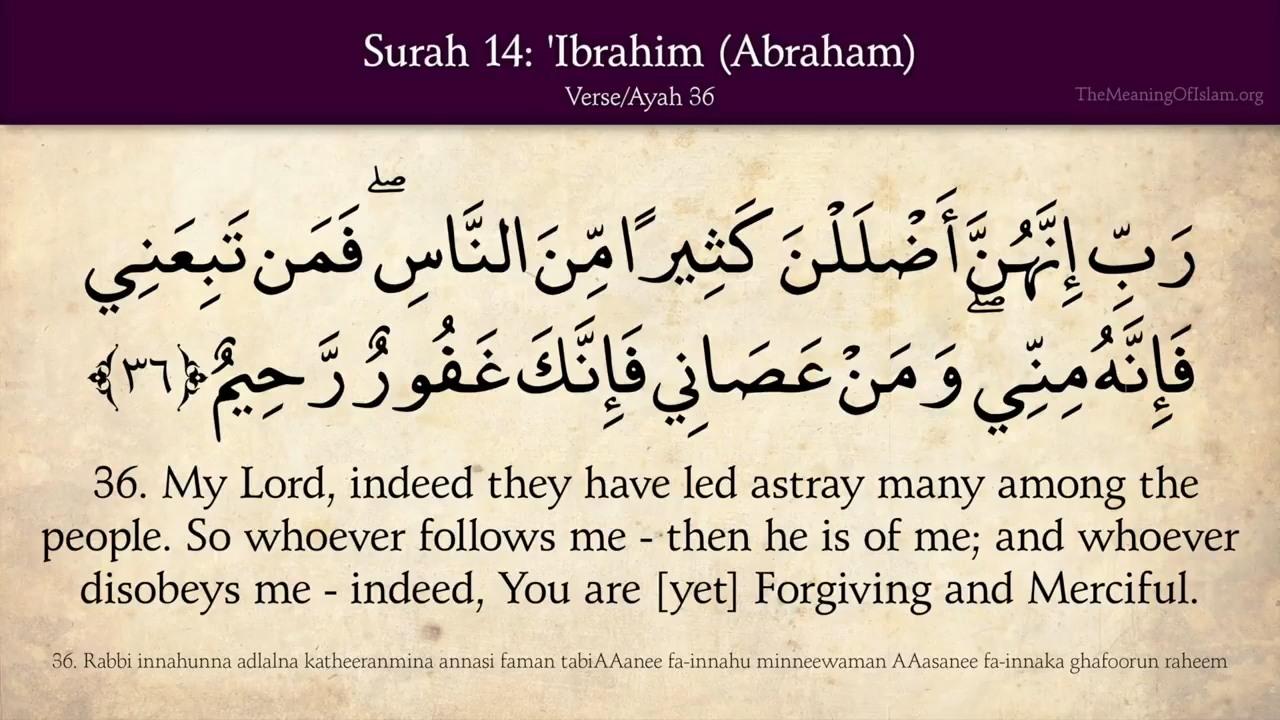 Surah 14: 'Ibrahim (Abraham)
Verse/Ayah 36
TheMeaningOfIslam.org
رَبِّ إِنَّهُنَّ أَضْلَلْنَ كَثِيرًا مِّنَ النَّاسِ ۖ فَمَن تَبِعَنِي
فَإِنَّهُ مِنِّي ۖ وَ مَنْ عَصَانِي فَإِنَّكَ غَفُورٌ رَّحِيمٌ ﴿٣٦﴾
36. My Lord, indeed they have led astray many among the
people. So whoever follows me - then he is of me; and whoever
disobeys me - indeed, You are [yet] Forgiving and Merciful.
36. Rabbi innahunna adlalna katheeranmina annasi faman tabiAAanee fa-innahu minneewaman AAasanee fa-innaka ghafoorun raheem